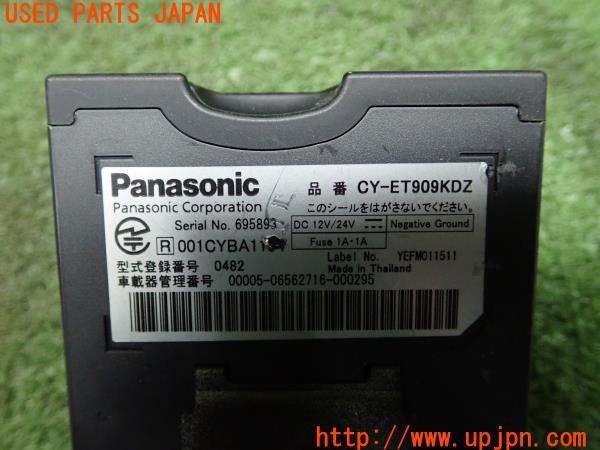 USED PARTS JAPAN
Panasonic 品番 CY-ET909KDZ
Panasonic Corporation このシールをはがさないでください。
Serial No. 695893 DC 12V/24V Negative Ground
Fuse 1A・1A
R 001CYBA11
Label No. YEFM011511
型式登録番号 0482 Made in Thailand
車載器管理番号 00005-06562716-000295
http://www.upjpn.com